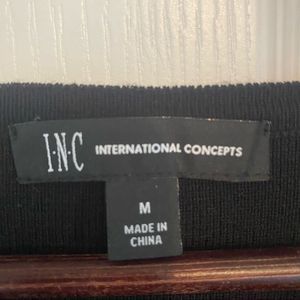 I·N·C INTERNATIONAL CONCEPTS
M
MADE IN
CHINA